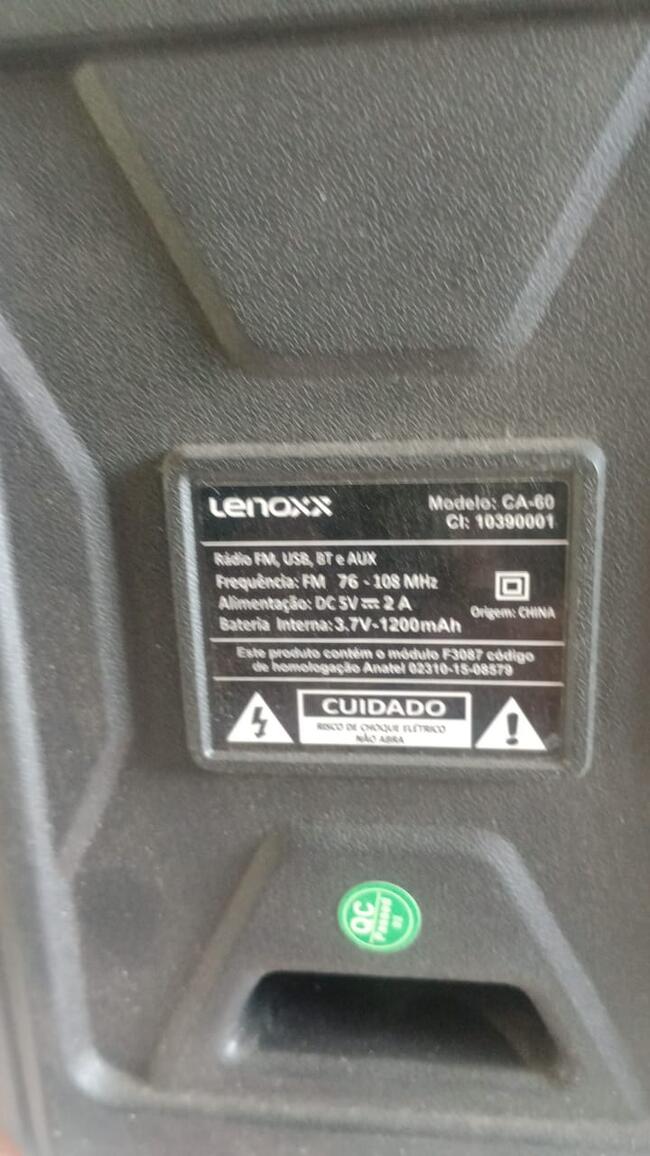 Lenoxx
Modelo: CA-60
CI: 10390001
Rádio FM, USB, BT e AUX
Frequência: FM 76 - 108 MHz
Alimentação: DC 5V ⎓ 2 A
Bateria Interna: 3.7V-1200mAh
Origem: CHINA
Este produto contém o módulo F3087 código
de homologação Anatel 02310-15-08579
CUIDADO
RISCO DE CHOQUE ELÉTRICO
NÃO ABRA
QC
Passed